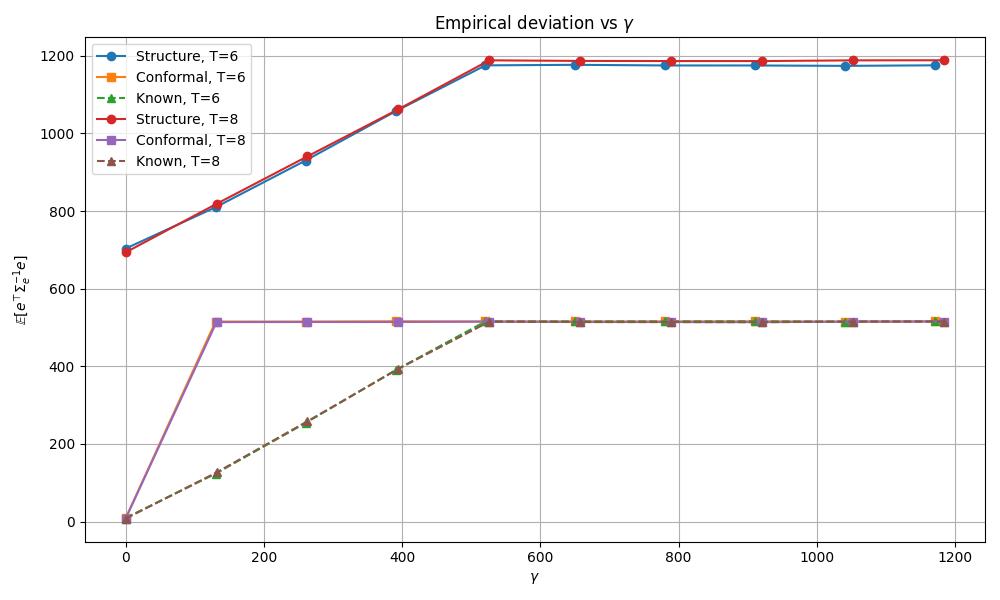 Empirical deviation vs γ
Structure, T=6
Conformal, T=6
Known, T=6
Structure, T=8
Conformal, T=8
Known, T=8
𝔼[e⊤Σₑ⁻¹e]
1200
1000
800
600
400
200
0
0 200 400 600 800 1000 1200
γ